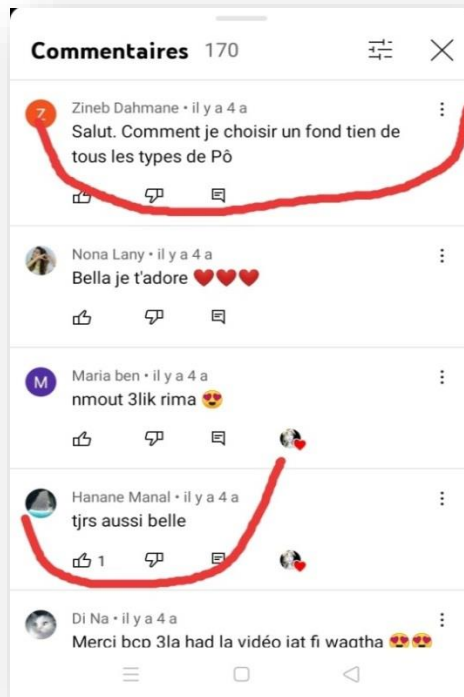 Commentaires 170
Zineb Dahmane • il y a 4 a
Salut. Comment je choisir un fond tien de
tous les types de Pô
Nona Lany • il y a 4 a
Bella je t'adore ❤️❤️❤️
M
Maria ben • il y a 4 a
nmout 3lik rima 😍
Hanane Manal • il y a 4 a
tjrs aussi belle
1
Di Na • il y a 4 a
Merci bcp 3la had la vidéo jat fi waqtha 😍😍